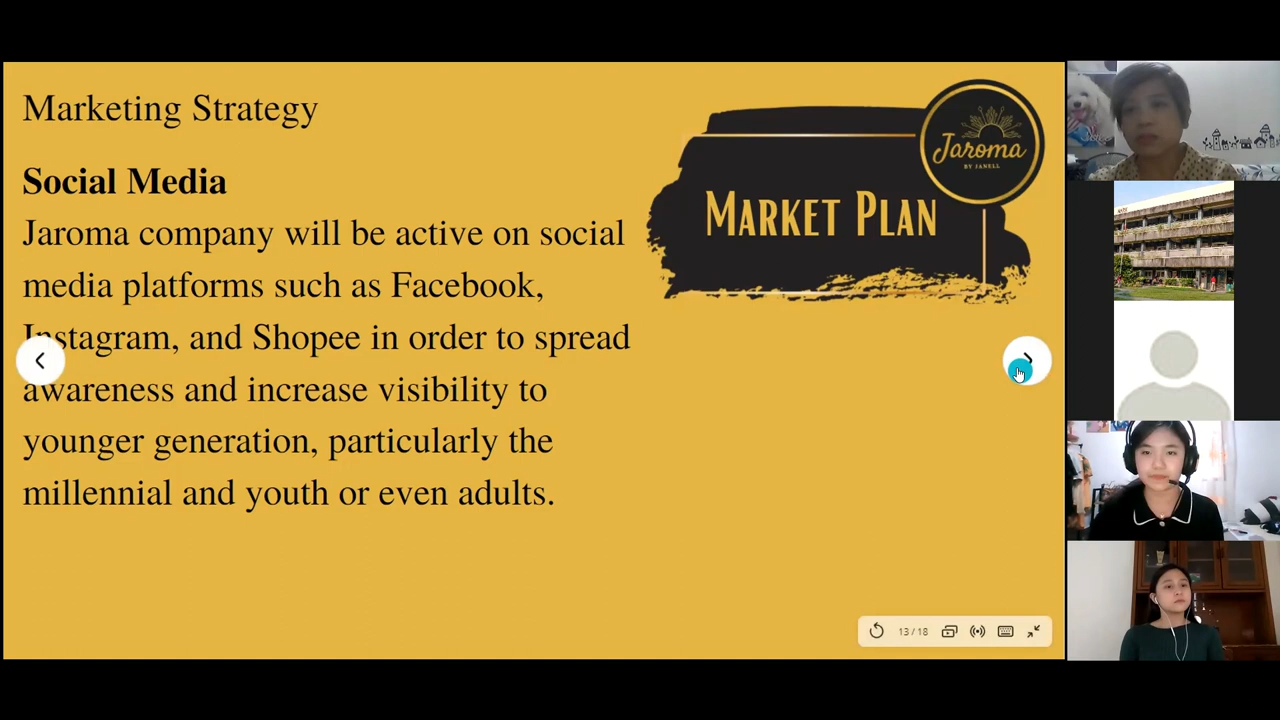 Marketing Strategy
Social Media
Jaroma company will be active on social
media platforms such as Facebook,
Instagram, and Shopee in order to spread
awareness and increase visibility to
younger generation, particularly the
millennial and youth or even adults.
Jaroma
BY JANELL
MARKET PLAN
13 / 18